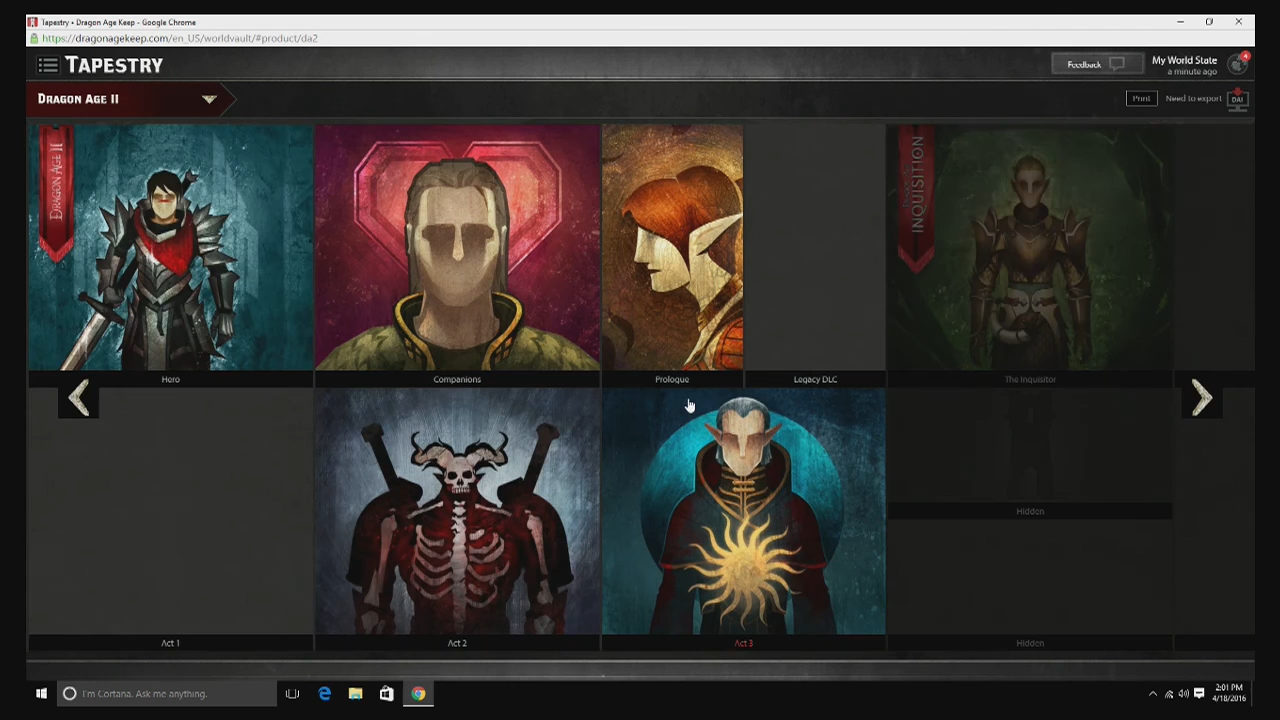 Tapestry • Dragon Age Keep - Google Chrome
https://dragonagekeep.com/en_US/worldvault/#product/da2
TAPESTRY
Feedback
My World State
a minute ago
4
DRAGON AGE II
Print
Need to export
DAI
DRAGON AGE II
INQUISITION
Hero
Companions
Prologue
Legacy DLC
The Inquisitor
Hidden
Act 1
Act 2
Act 3
Hidden
I'm Cortana. Ask me anything.
2:01 PM
4/18/2016